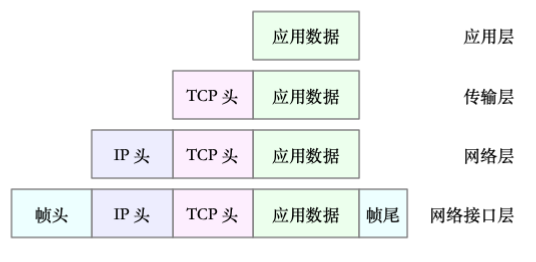 应用数据 应用层
TCP 头 应用数据 传输层
IP 头 TCP 头 应用数据 网络层
帧头 IP 头 TCP 头 应用数据 帧尾 网络接口层